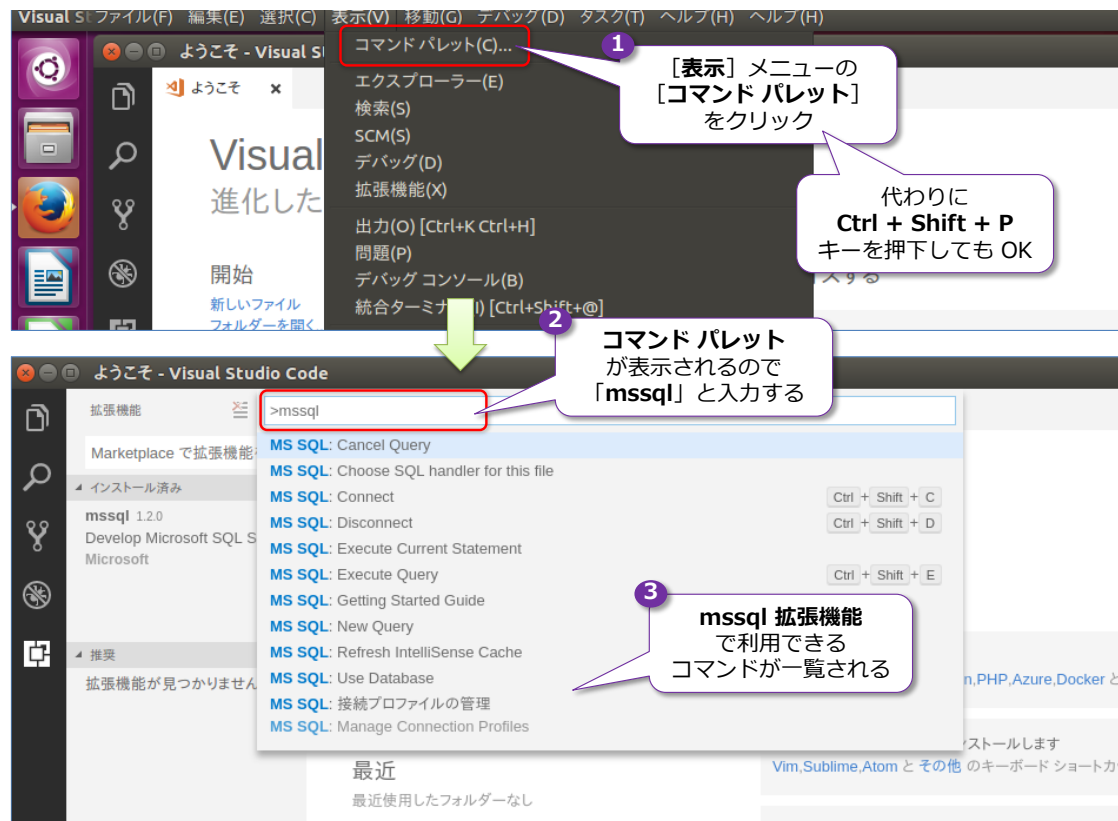 Visual St ファイル(F) 編集(E) 選択(C) 表示(V) 移動(G) デバッグ(D) タスク(T) ヘルプ(H) ヘルプ(H)
ようこそ - Visual S
コマンド パレット(C)...
1
[表示] メニューの
[コマンド パレット]
をクリック
ようこそ ×
エクスプローラー(E)
検索(S)
SCM(S)
デバッグ(D)
拡張機能(X)
Visual
進化した
代わりに
Ctrl + Shift + P
キーを押下しても OK
出力(O) [Ctrl+K Ctrl+H]
問題(P)
デバッグ コンソール(B)
統合ターミナ I) [Ctrl+Shift+@]
開始
新しいファイル
フォルダーを開く
ズする
2
コマンド パレット
が表示されるので
「mssql」と入力する
ようこそ - Visual Studio Code
拡張機能
>mssql
Marketplace で拡張機能
インストール済み
mssql 1.2.0
Develop Microsoft SQL S
Microsoft
推奨
拡張機能が見つかりません
MS SQL: Cancel Query
MS SQL: Choose SQL handler for this file
MS SQL: Connect Ctrl + Shift + C
MS SQL: Disconnect Ctrl + Shift + D
MS SQL: Execute Current Statement
MS SQL: Execute Query Ctrl + Shift + E
MS SQL: Getting Started Guide
MS SQL: New Query
MS SQL: Refresh IntelliSense Cache
MS SQL: Use Database
MS SQL: 接続プロファイルの管理
MS SQL: Manage Connection Profiles
3
mssql 拡張機能
で利用できる
コマンドが一覧される
n,PHP,Azure,Docker と
ストールします
Vim,Sublime,Atom と その他 のキーボード ショートカ
最近
最近使用したフォルダーなし